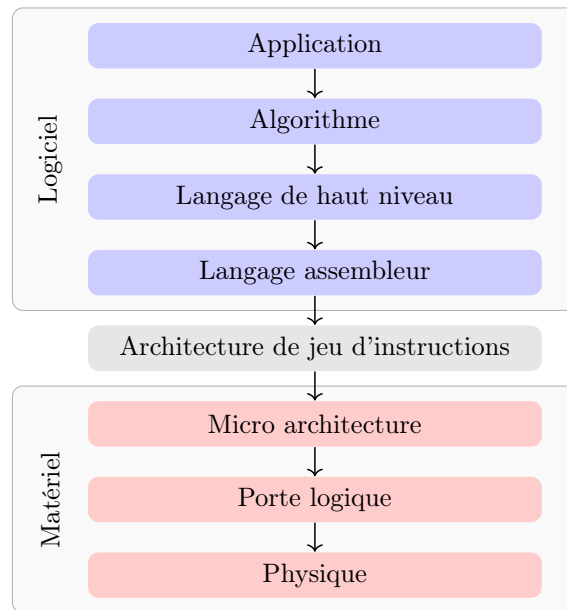 Logiciel
Application
Algorithme
Langage de haut niveau
Langage assembleur
Architecture de jeu d'instructions
Matériel
Micro architecture
Porte logique
Physique